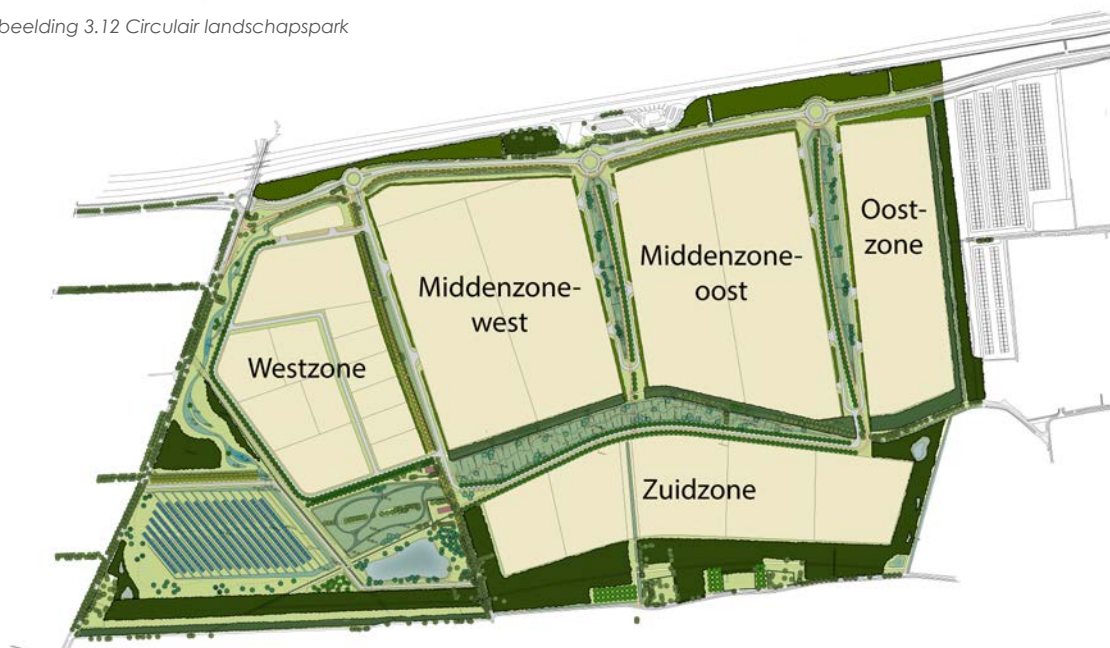 beelding 3.12 Circulair landschapspark
Oost-
zone
Middenzone-
oost
Middenzone-
west
Westzone
Zuidzone